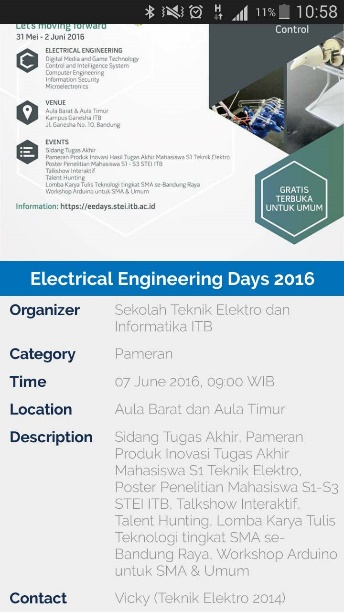 11% 10:58
Let's moving forward
31 Mei - 2 Juni 2016
Control
ELECTRICAL ENGINEERING
Digital Media and Game Technology
Control and Intelligence System
Computer Engineering
Information Security
Microelectronics
VENUE
Aula Barat & Aula Timur
Kampus Ganesha ITB
Jl. Ganesha No. 10, Bandung
EVENTS
Sidang Tugas Akhir
Pameran Produk Inovasi Hasil Tugas Akhir Mahasiswa S1 Teknik Elektro
Poster Penelitian Mahasiswa S1 - S3 STEI ITB
Talkshow Interaktif
Talent Hunting
Lomba Karya Tulis Teknologi tingkat SMA se-Bandung Raya
Workshop Arduino untuk SMA & Umum
GRATIS
TERBUKA
UNTUK UMUM
Information: https://eedays.stei.itb.ac.id
Electrical Engineering Days 2016
Organizer Sekolah Teknik Elektro dan
Informatika ITB
Category Pameran
Time 07 June 2016, 09:00 WIB
Location Aula Barat dan Aula Timur
Description Sidang Tugas Akhir, Pameran
Produk Inovasi Tugas Akhir
Mahasiswa S1 Teknik Elektro,
Poster Penelitian Mahasiswa S1-S3
STEI ITB, Talkshow Interaktif,
Talent Hunting, Lomba Karya Tulis
Teknologi tingkat SMA se-
Bandung Raya, Workshop Arduino
untuk SMA & Umum
Contact Vicky (Teknik Elektro 2014)